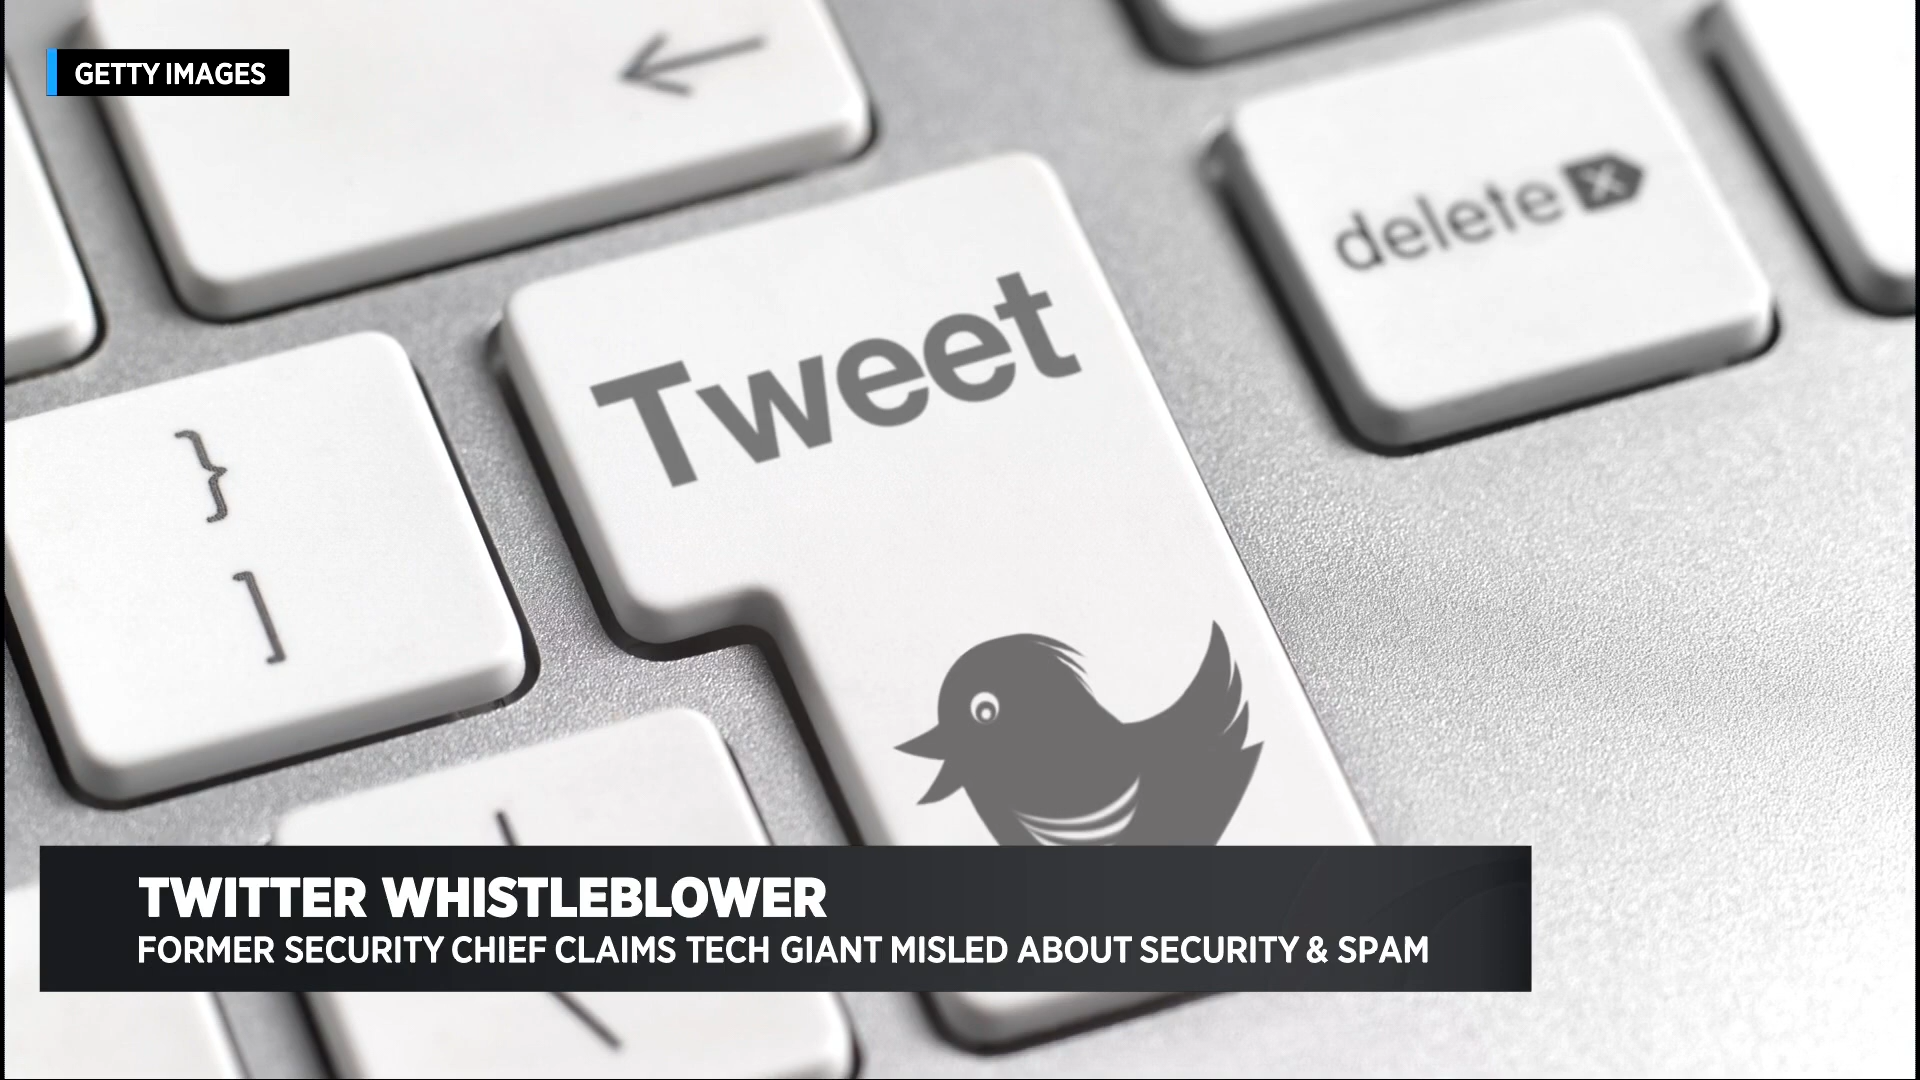 GETTY IMAGES
←
delete
Tweet
}
]
\
TWITTER WHISTLEBLOWER
FORMER SECURITY CHIEF CLAIMS TECH GIANT MISLED ABOUT SECURITY & SPAM